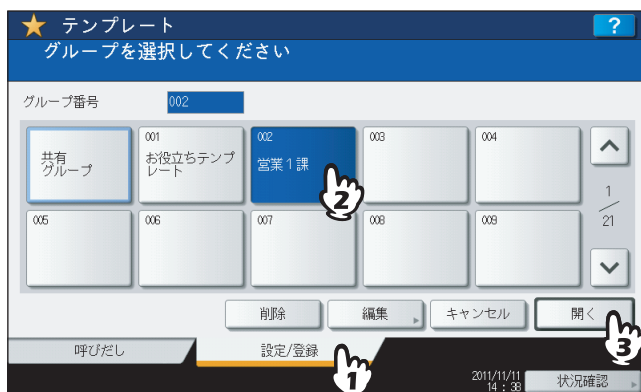 テンプレート
?
グループを選択してください
グループ番号
002
共有
グループ
001
お役立ちテンプ
レート
002
営業1課
003
004
1
21
005
006
007
008
009
2
削除
編集
キャンセル
開く
3
呼びだし
設定/登録
1
2011/11/11
14:38
状況確認